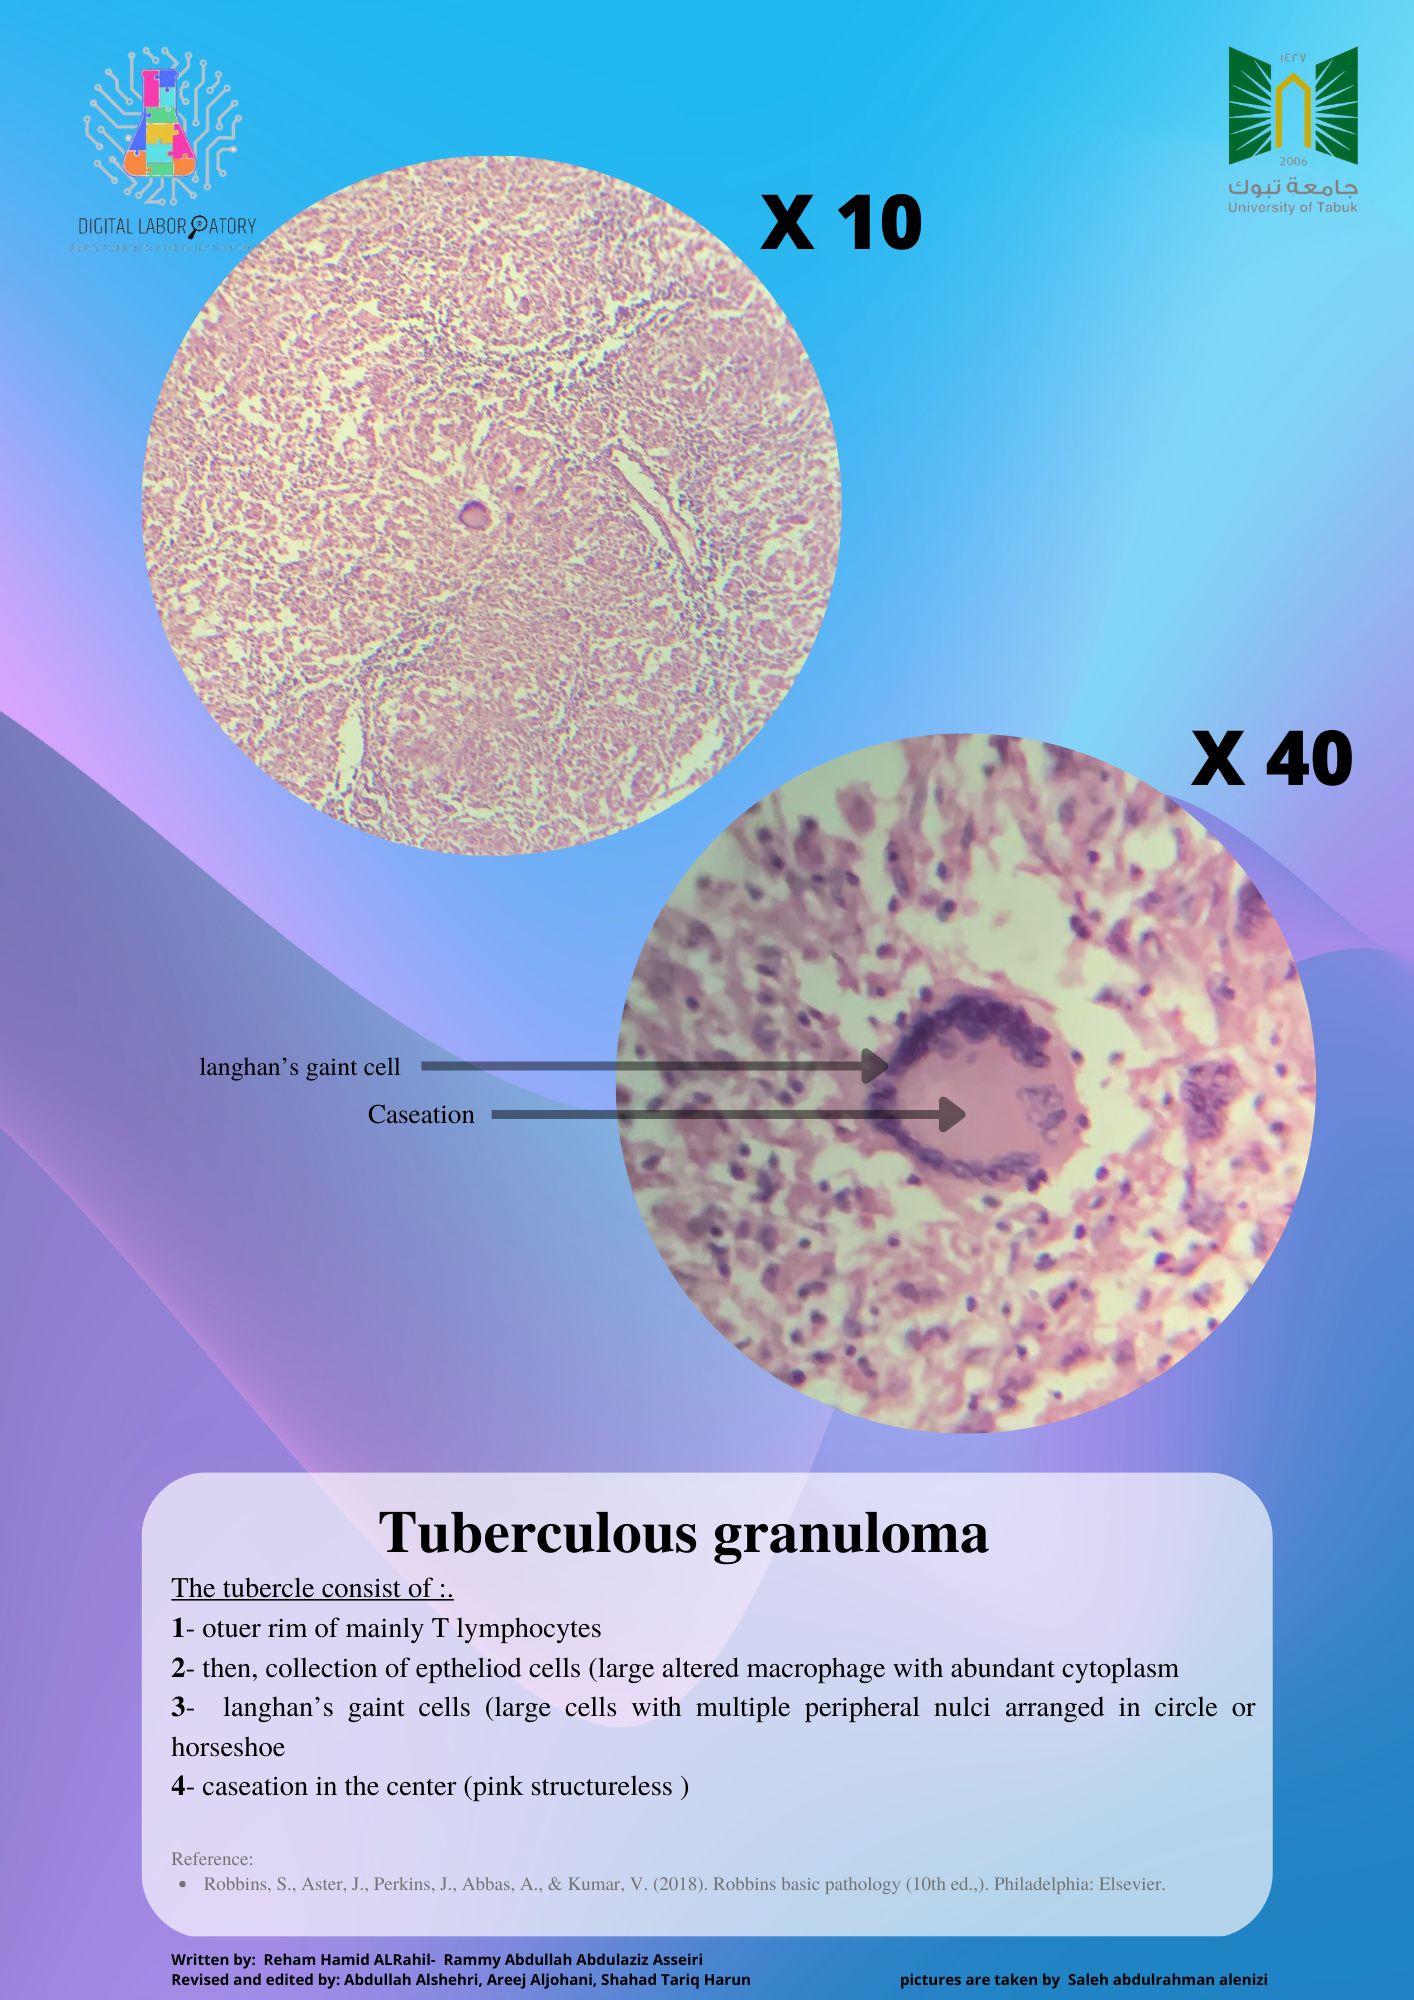 ١٤٢٧
2006
جامعة تبوك
University of Tabuk
DIGITAL LABORATORY
X 10
X 40
langhan's gaint cell
Caseation
Tuberculous granuloma
The tubercle consist of :.
1- otuer rim of mainly T lymphocytes
2- then, collection of eptheliod cells (large altered macrophage with abundant cytoplasm
3- langhan's gaint cells (large cells with multiple peripheral nulci arranged in circle or
horseshoe
4- caseation in the center (pink structureless )
Reference:
• Robbins, S., Aster, J., Perkins, J., Abbas, A., & Kumar, V. (2018). Robbins basic pathology (10th ed.,). Philadelphia: Elsevier.
Written by: Reham Hamid ALRahil- Rammy Abdullah Abdulaziz Asseiri
Revised and edited by: Abdullah Alshehri, Areej Aljohani, Shahad Tariq Harun
pictures are taken by Saleh abdulrahman alenizi